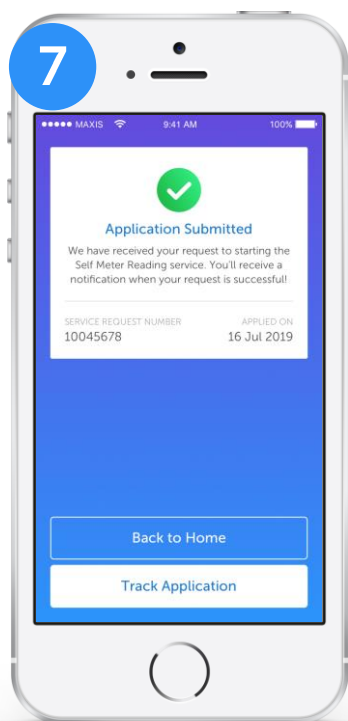 7
MAXIS 9:41 AM 100%
Application Submitted
We have received your request to starting the
Self Meter Reading service. You'll receive a
notification when your request is successful!
SERVICE REQUEST NUMBER APPLIED ON
10045678 16 Jul 2019
Back to Home
Track Application